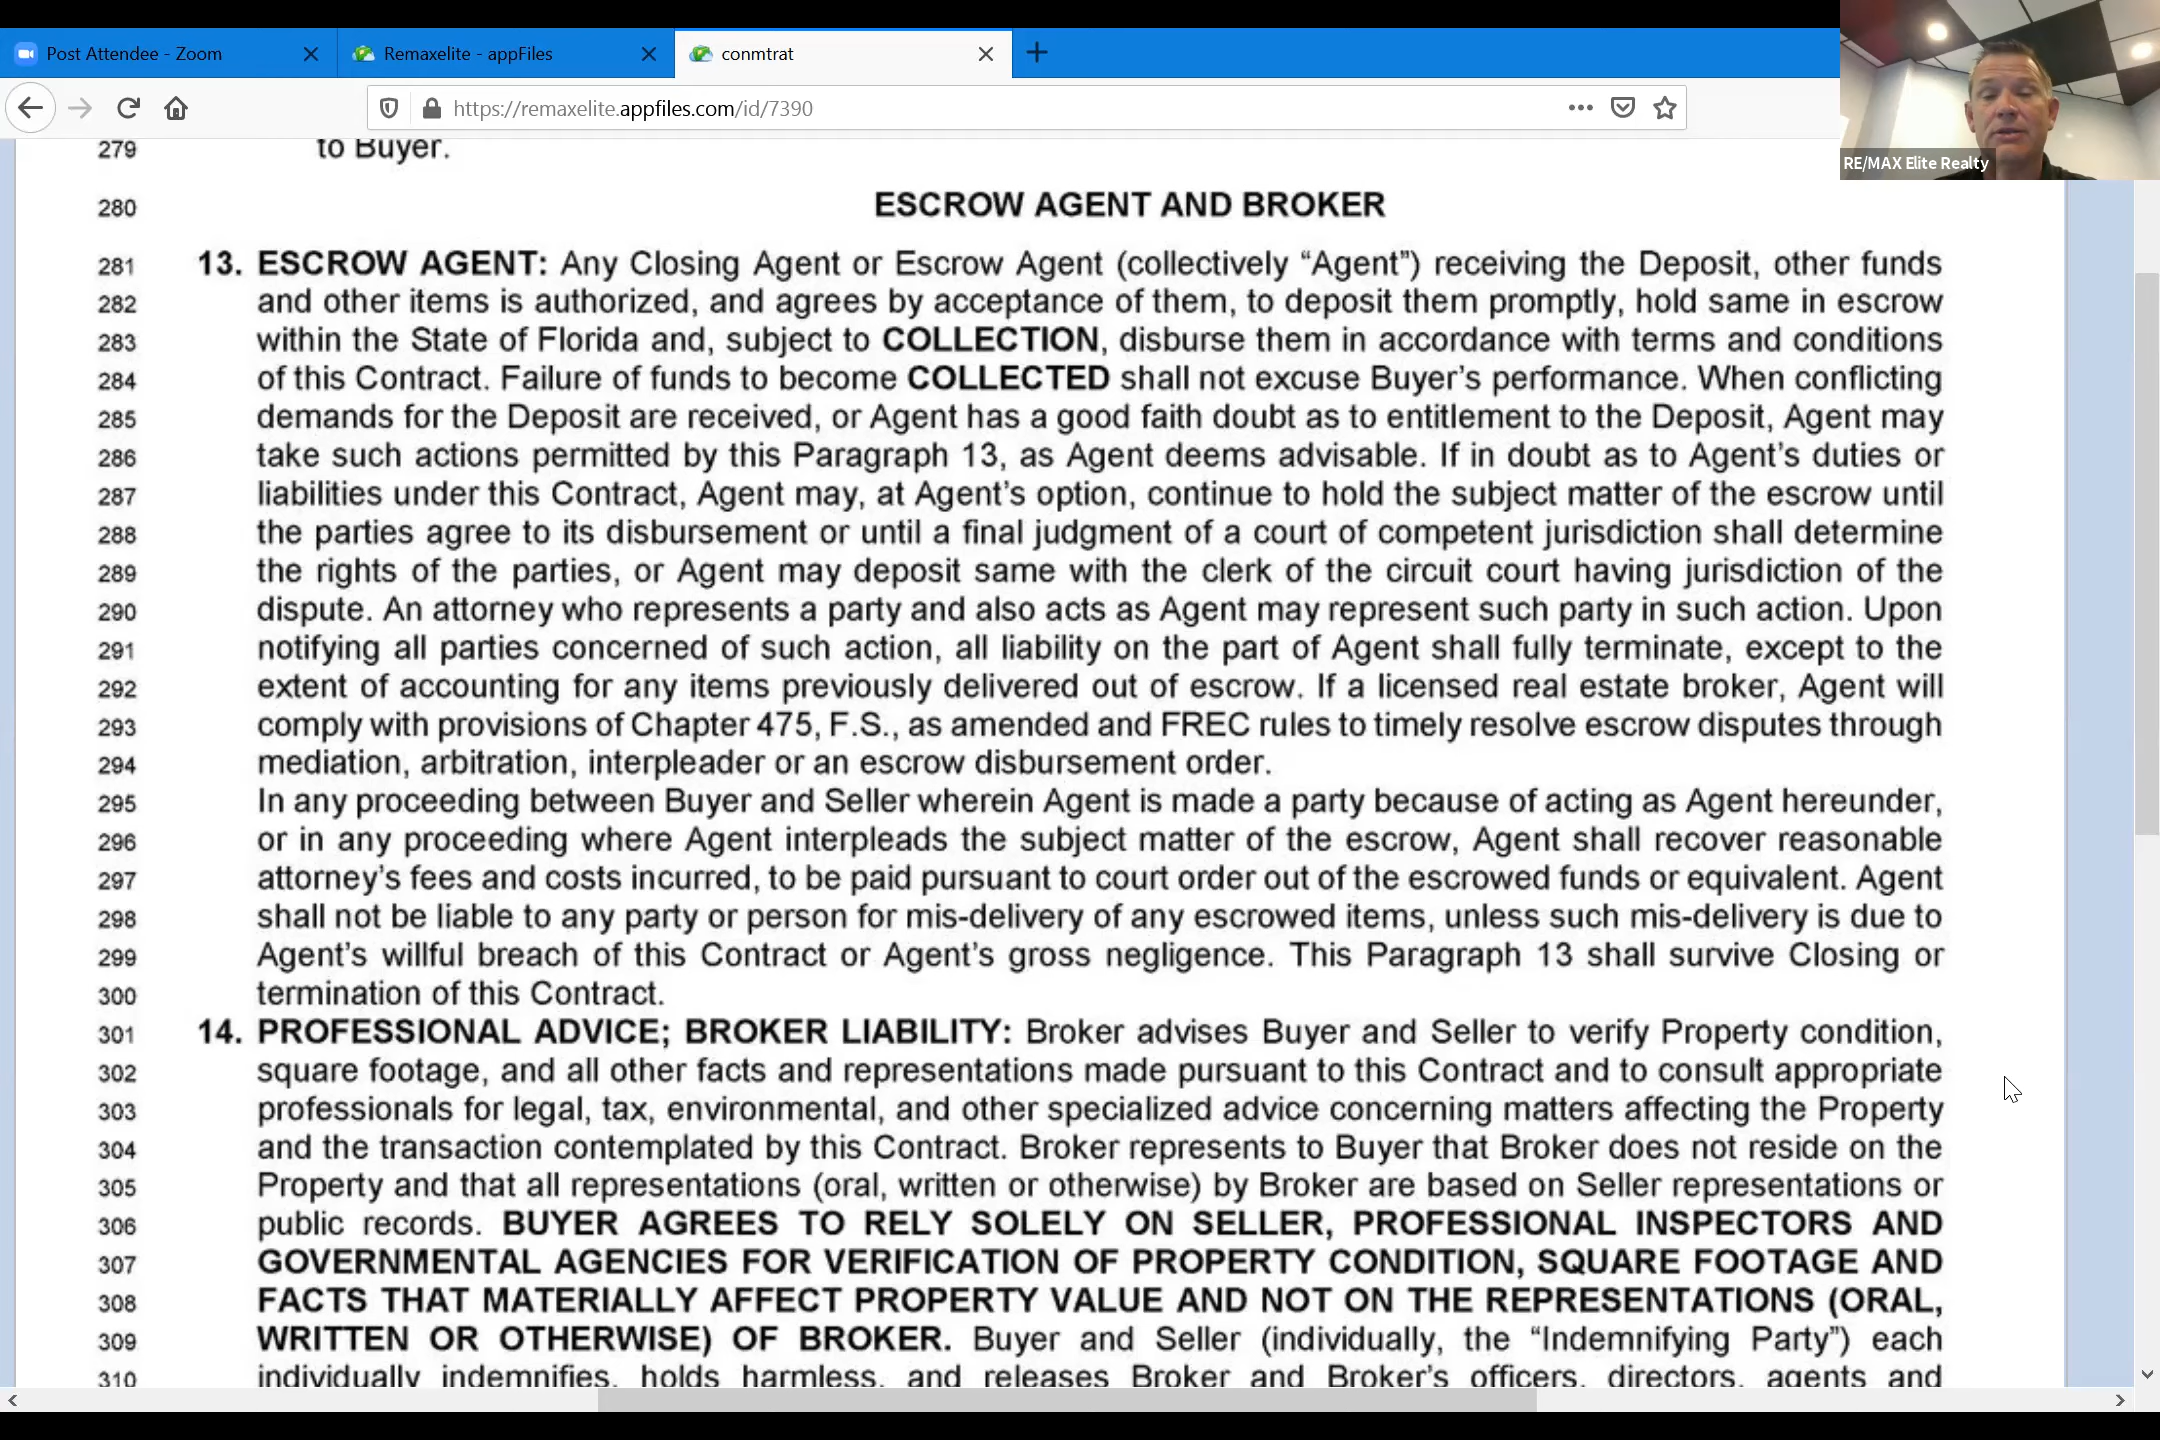 Post Attendee - Zoom
Remaxelite - appFiles
conmtrat
https://remaxelite.appfiles.com/id/7390
RE/MAX Elite Realty
279 to Buyer.
280 ESCROW AGENT AND BROKER
281 13. ESCROW AGENT: Any Closing Agent or Escrow Agent (collectively “Agent”) receiving the Deposit, other funds
282 and other items is authorized, and agrees by acceptance of them, to deposit them promptly, hold same in escrow
283 within the State of Florida and, subject to COLLECTION, disburse them in accordance with terms and conditions
284 of this Contract. Failure of funds to become COLLECTED shall not excuse Buyer’s performance. When conflicting
285 demands for the Deposit are received, or Agent has a good faith doubt as to entitlement to the Deposit, Agent may
286 take such actions permitted by this Paragraph 13, as Agent deems advisable. If in doubt as to Agent’s duties or
287 liabilities under this Contract, Agent may, at Agent’s option, continue to hold the subject matter of the escrow until
288 the parties agree to its disbursement or until a final judgment of a court of competent jurisdiction shall determine
289 the rights of the parties, or Agent may deposit same with the clerk of the circuit court having jurisdiction of the
290 dispute. An attorney who represents a party and also acts as Agent may represent such party in such action. Upon
291 notifying all parties concerned of such action, all liability on the part of Agent shall fully terminate, except to the
292 extent of accounting for any items previously delivered out of escrow. If a licensed real estate broker, Agent will
293 comply with provisions of Chapter 475, F.S., as amended and FREC rules to timely resolve escrow disputes through
294 mediation, arbitration, interpleader or an escrow disbursement order.
295 In any proceeding between Buyer and Seller wherein Agent is made a party because of acting as Agent hereunder,
296 or in any proceeding where Agent interpleads the subject matter of the escrow, Agent shall recover reasonable
297 attorney’s fees and costs incurred, to be paid pursuant to court order out of the escrowed funds or equivalent. Agent
298 shall not be liable to any party or person for mis-delivery of any escrowed items, unless such mis-delivery is due to
299 Agent’s willful breach of this Contract or Agent’s gross negligence. This Paragraph 13 shall survive Closing or
300 termination of this Contract.
301 14. PROFESSIONAL ADVICE; BROKER LIABILITY: Broker advises Buyer and Seller to verify Property condition,
302 square footage, and all other facts and representations made pursuant to this Contract and to consult appropriate
303 professionals for legal, tax, environmental, and other specialized advice concerning matters affecting the Property
304 and the transaction contemplated by this Contract. Broker represents to Buyer that Broker does not reside on the
305 Property and that all representations (oral, written or otherwise) by Broker are based on Seller representations or
306 public records. BUYER AGREES TO RELY SOLELY ON SELLER, PROFESSIONAL INSPECTORS AND
307 GOVERNMENTAL AGENCIES FOR VERIFICATION OF PROPERTY CONDITION, SQUARE FOOTAGE AND
308 FACTS THAT MATERIALLY AFFECT PROPERTY VALUE AND NOT ON THE REPRESENTATIONS (ORAL,
309 WRITTEN OR OTHERWISE) OF BROKER. Buyer and Seller (individually, the “Indemnifying Party”) each
310 individually indemnifies, holds harmless, and releases Broker and Broker’s officers, directors, agents and